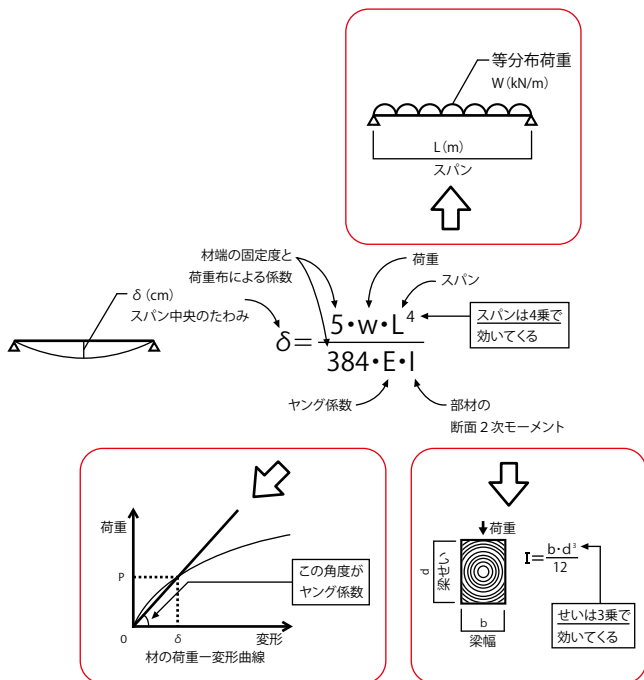 等分布荷重
W(kN/m)
L(m)
スパン
材端の固定度と
荷重布による係数
荷重
スパン
δ(cm)
スパン中央のたわみ
δ=5・w・L⁴/384・E・I
スパンは4乗で
効いてくる
ヤング係数
部材の
断面2次モーメント
荷重
P
この角度が
ヤング係数
0
δ
変形
材の荷重ー変形曲線
荷重
d
梁せい
I=b・d³/12
b
梁幅
せいは3乗で
効いてくる